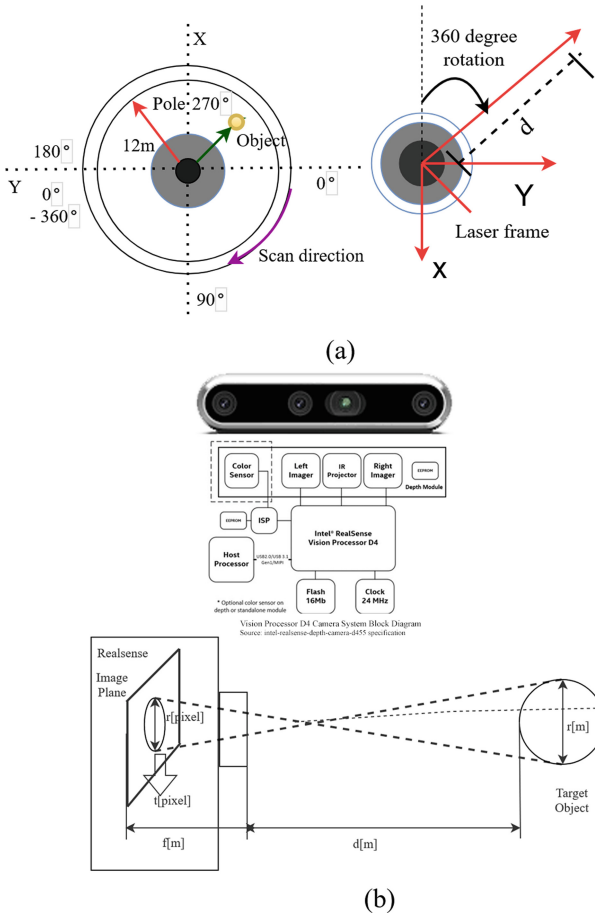 X
360 degree
rotation
Pole 270°
Object
12m
d
180°
Y
0°
0°
- 360°
Y
Laser frame
Scan direction
X
90°
(a)
Color
Sensor
Left
Imager
IR
Projector
Right
Imager
EEPROM
Depth Module
EEPROM
ISP
Intel® RealSense
Vision Processor D4
Host
Processor
USB2.0/USB 3.1
Gen1/MIPI
Flash
16Mb
Clock
24 MHz
* Optional color sensor on
depth or standalone module
Vision Processor D4 Camera System Block Diagram
Source: intel-realsense-depth-camera-d455 specification
Realsense
Image
Plane
r[pixel]
r[m]
t[pixel]
Target
Object
f[m]
d[m]
(b)